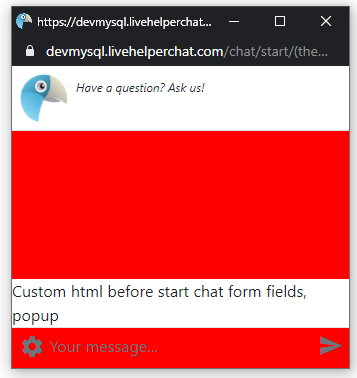 https://devmysql.livehelperchat....
devmysql.livehelperchat.com/chat/start/(the...
Have a question? Ask us!
Custom html before start chat form fields,
popup
Your message...